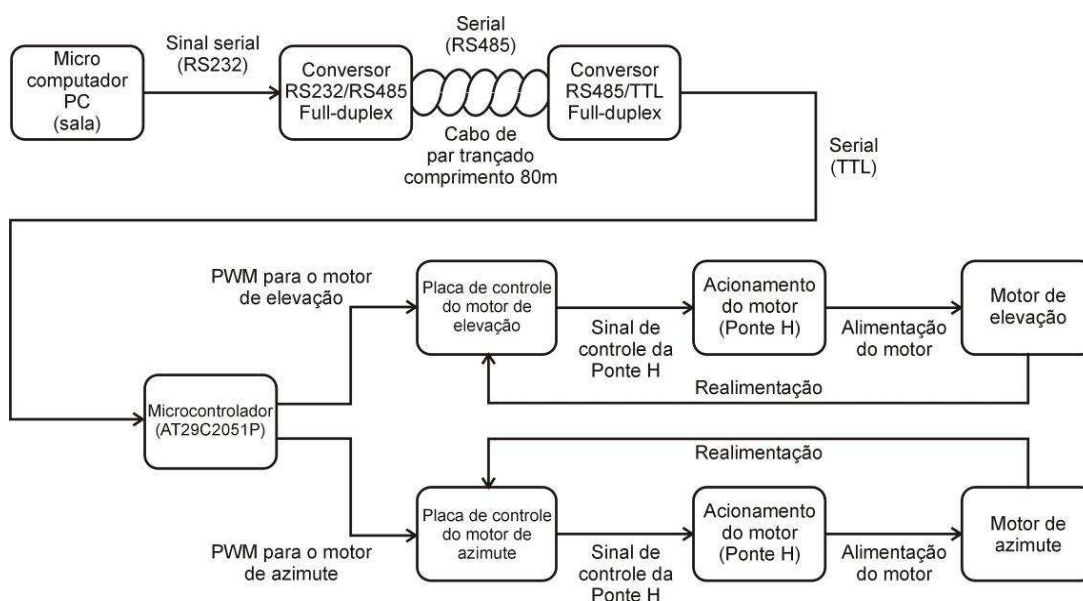 Micro
computador
PC
(sala)
Sinal serial
(RS232)
Conversor
RS232/RS485
Full-duplex
Serial
(RS485)
Cabo de
par trançado
comprimento 80m
Conversor
RS485/TTL
Full-duplex
Serial
(TTL)
Microcontrolador
(AT29C2051P)
PWM para o motor
de elevação
Placa de controle
do motor de
elevação
Sinal de
controle da
Ponte H
Acionamento
do motor
(Ponte H)
Alimentação
do motor
Motor de
elevação
Realimentação
PWM para o motor
de azimute
Placa de controle
do motor de
azimute
Sinal de
controle da
Ponte H
Acionamento
do motor
(Ponte H)
Alimentação
do motor
Motor de
azimute
Realimentação